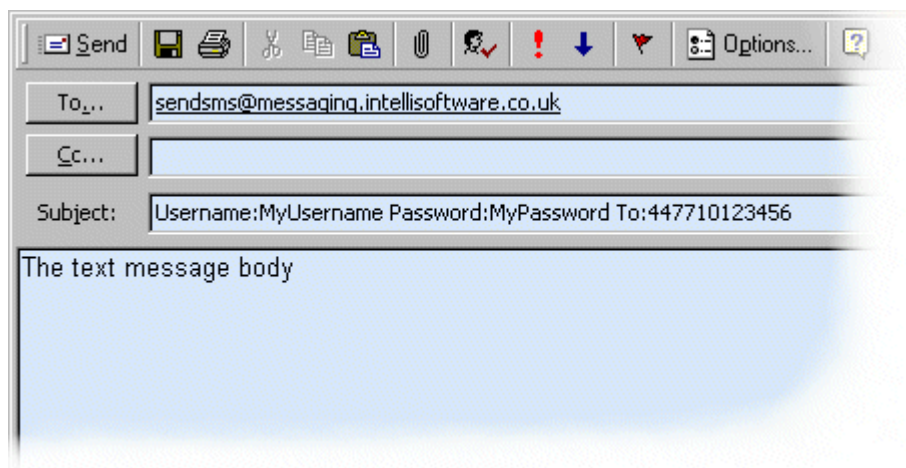 Send Options...
To... sendsms@messaging.intellisoftware.co.uk
Cc...
Subject: Username:MyUsername Password:MyPassword To:447710123456
The text message body